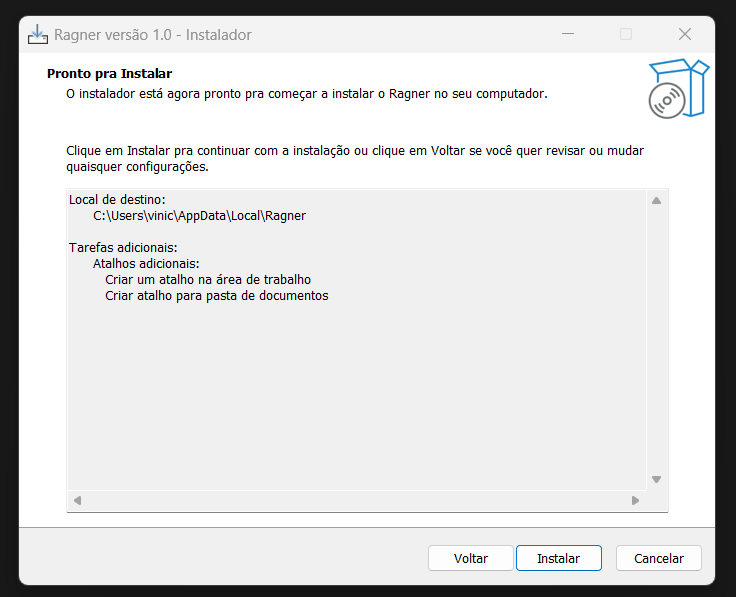 Ragner versão 1.0 - Instalador
Pronto pra Instalar
O instalador está agora pronto pra começar a instalar o Ragner no seu computador.
Clique em Instalar pra continuar com a instalação ou clique em Voltar se você quer revisar ou mudar
quaisquer configurações.
Local de destino:
C:\Users\vinic\AppData\Local\Ragner
Tarefas adicionais:
Atalhos adicionais:
Criar um atalho na área de trabalho
Criar atalho para pasta de documentos
Voltar
Instalar
Cancelar